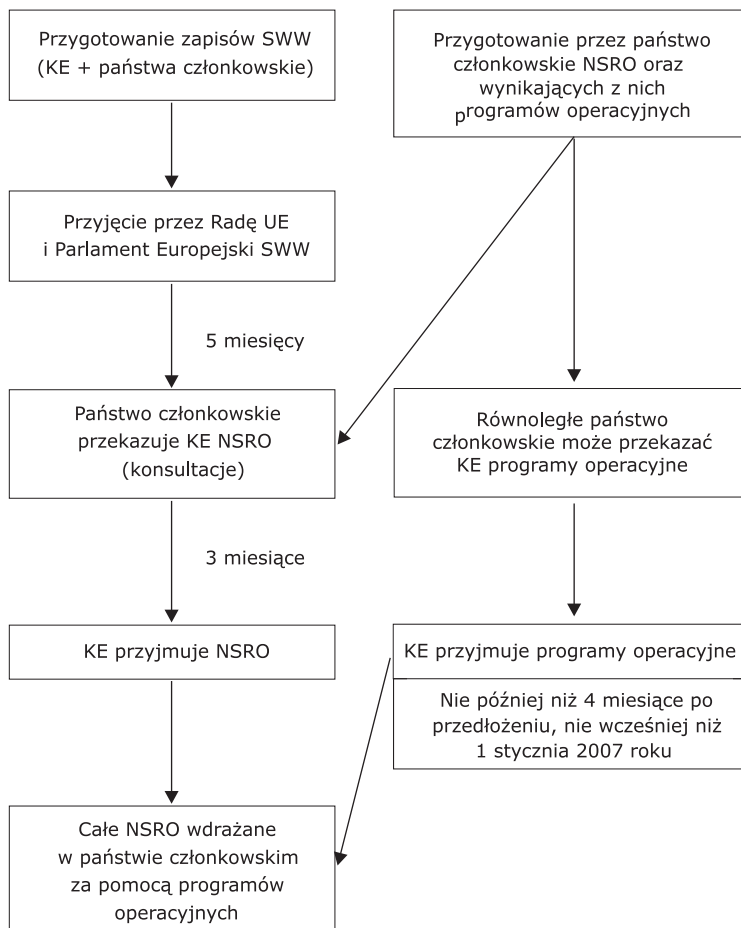 Przygotowanie zapisów SWW
(KE + państwa członkowskie)
Przyjęcie przez Radę UE
i Parlament Europejski SWW
5 miesięcy
Państwo członkowskie
przekazuje KE NSRO
(konsultacje)
3 miesiące
KE przyjmuje NSRO
Całe NSRO wdrażane
w państwie członkowskim
za pomocą programów
operacyjnych
Przygotowanie przez państwo
członkowskie NSRO oraz
wynikających z nich
programów operacyjnych
Równoległe państwo
członkowskie może przekazać
KE programy operacyjne
KE przyjmuje programy operacyjne
Nie później niż 4 miesiące po
przedłożeniu, nie wcześniej niż
1 stycznia 2007 roku